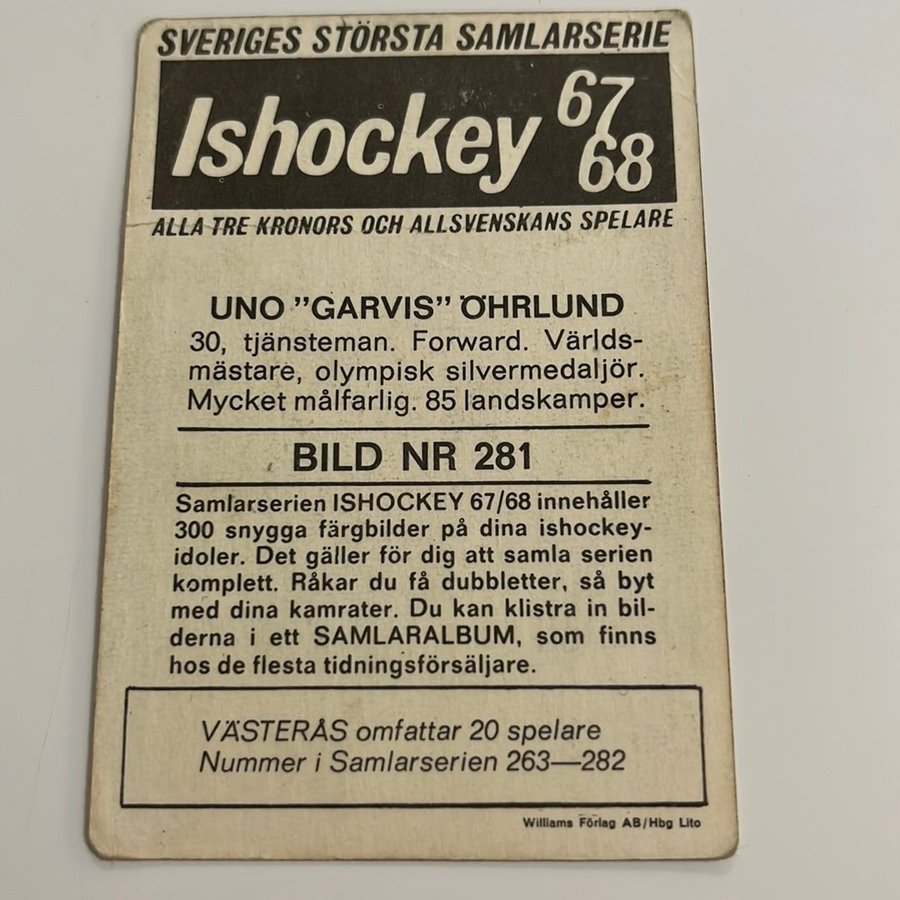 SVERIGES STÖRSTA SAMLARSERIE
Ishockey 67
68
ALLA TRE KRONORS OCH ALLSVENSKANS SPELARE
UNO ”GARVIS” ÖHRLUND
30, tjänsteman. Forward. Världs-
mästare, olympisk silvermedaljör.
Mycket målfarlig. 85 landskamper.
BILD NR 281
Samlarserien ISHOCKEY 67/68 innehåller
300 snygga färgbilder på dina ishockey-
idoler. Det gäller för dig att samla serien
komplett. Råkar du få dubbletter, så byt
med dina kamrater. Du kan klistra in bil-
derna i ett SAMLARALBUM, som finns
hos de flesta tidningsförsäljare.
VÄSTERÅS omfattar 20 spelare
Nummer i Samlarserien 263—282
Williams Förlag AB/Hbg Lito